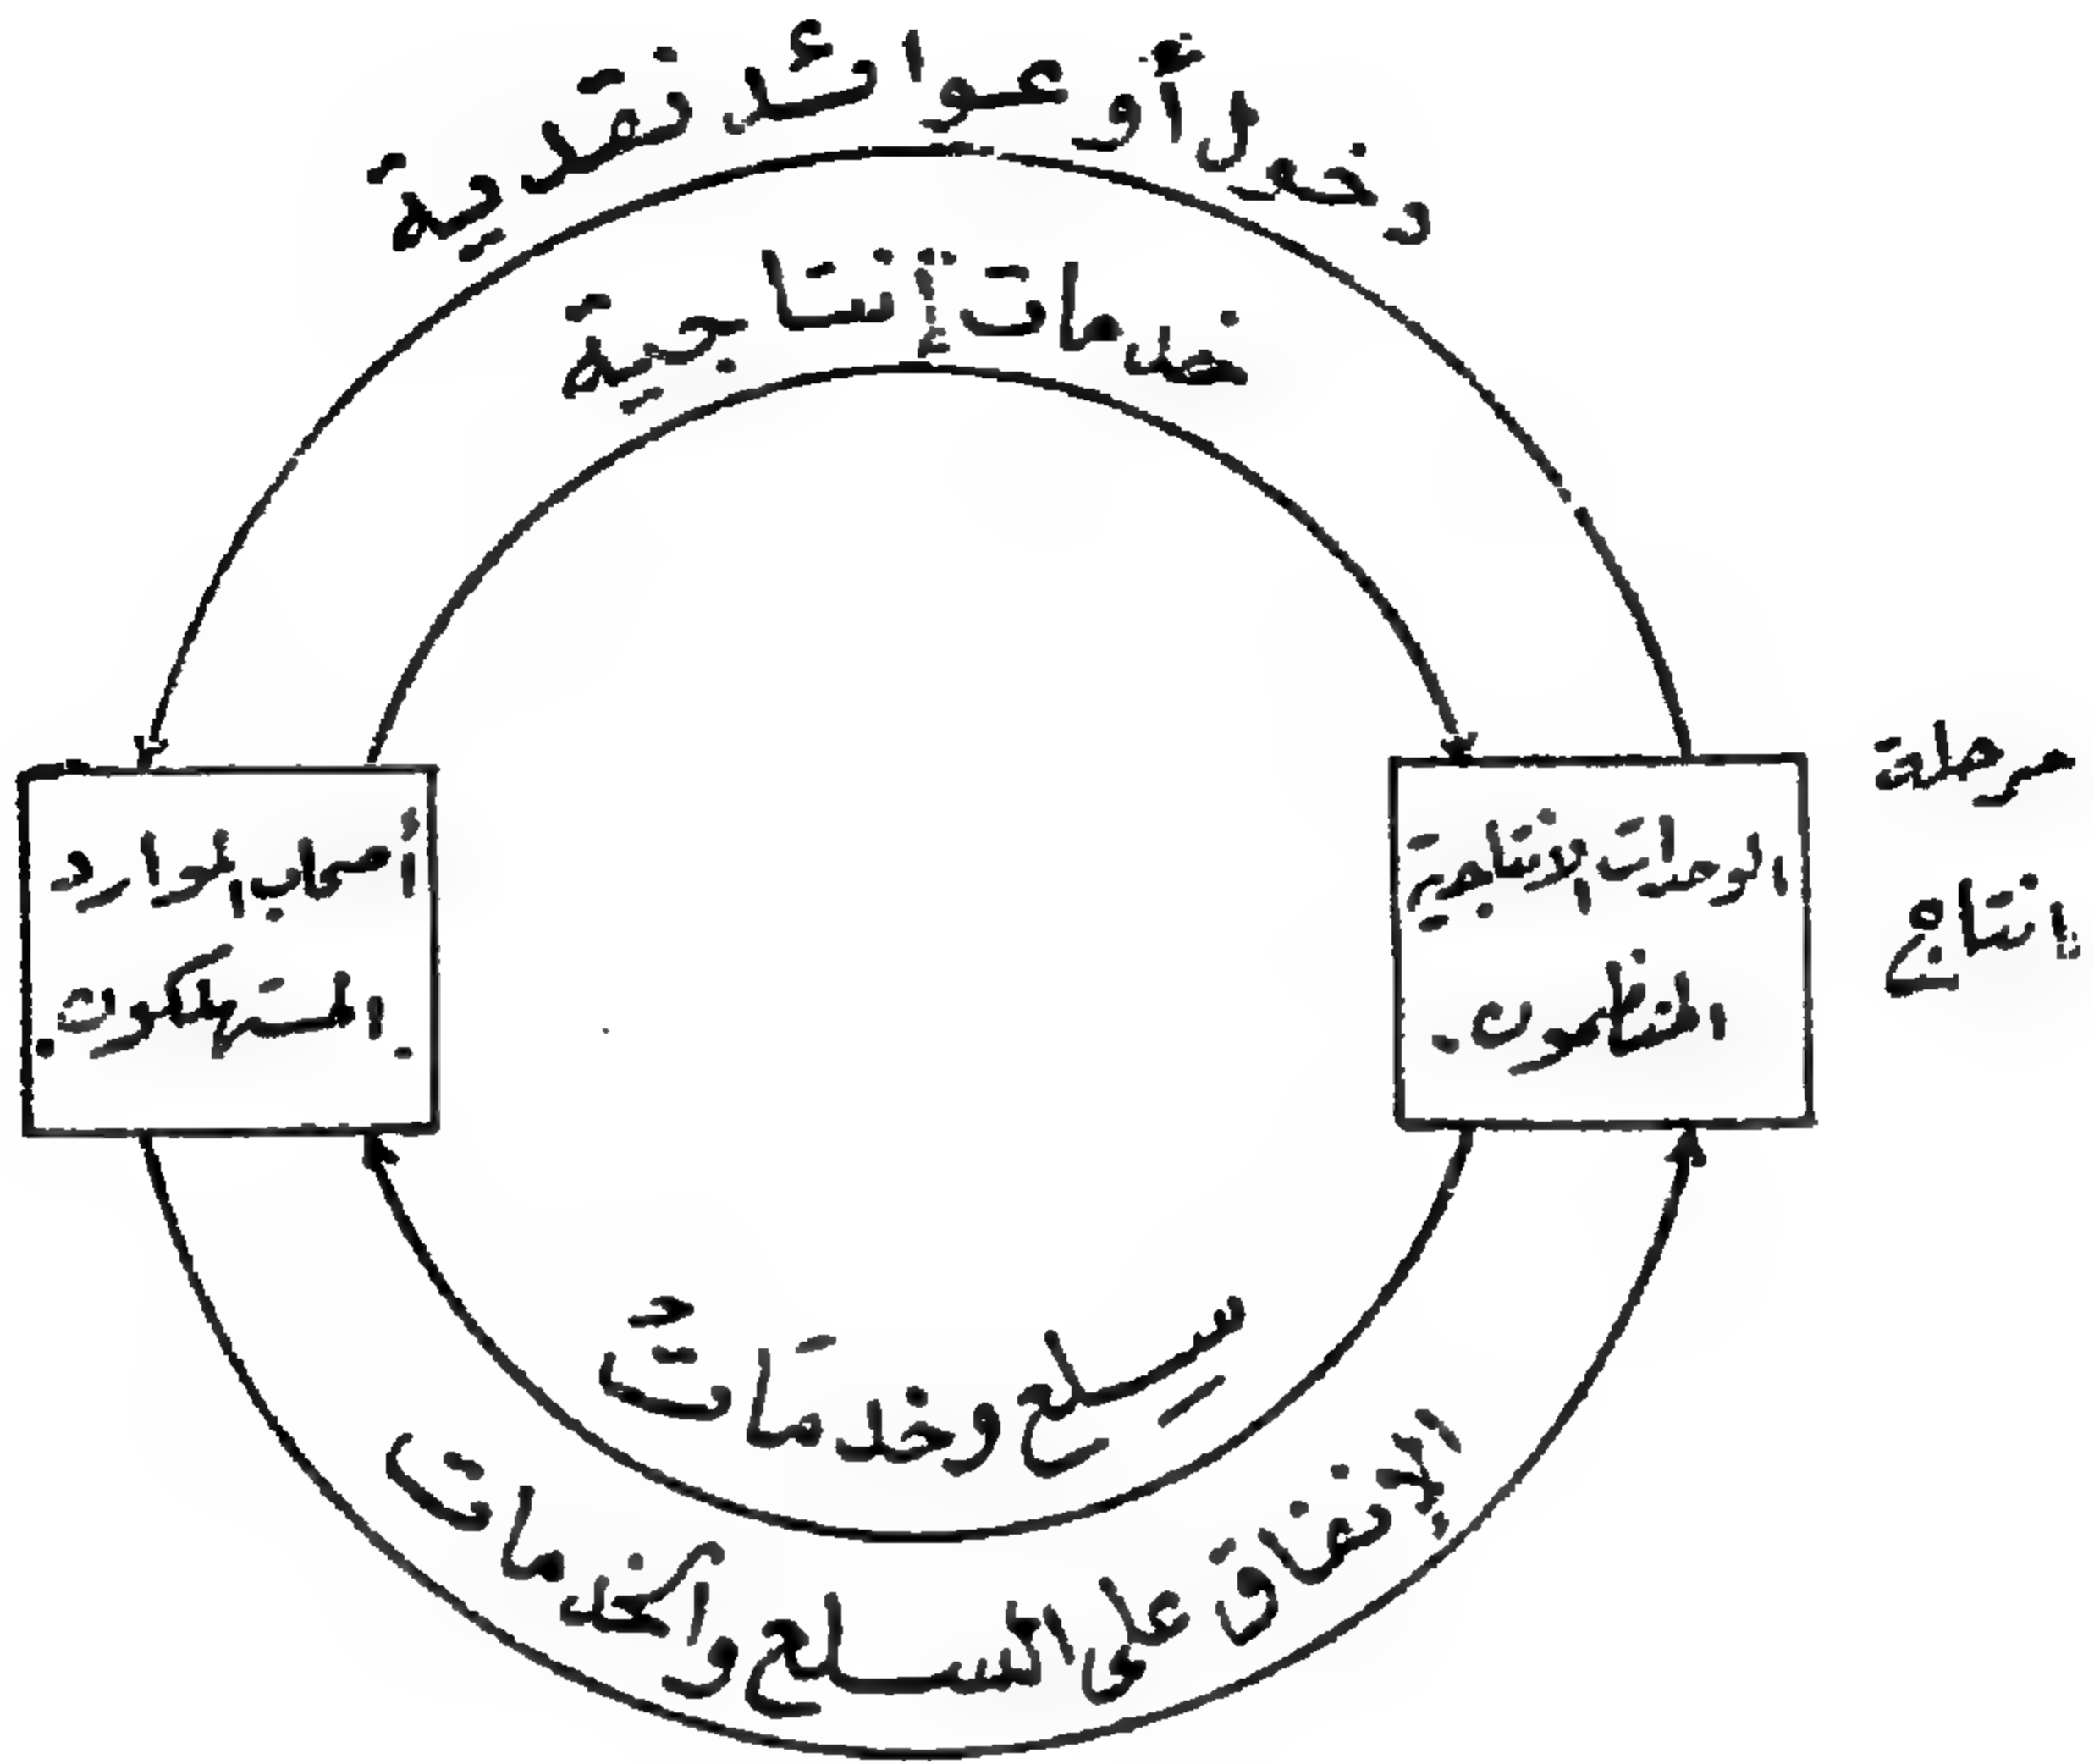 دخول أو عوائد نقدية
خدمات إنتاجية
مرحلة
إنتاج
الوحدات الإنتاجية
المنظمون.
أصحاب الموارد
المستهلكون.
سلع وخدمات
الإنفاق على السلع والخدمات